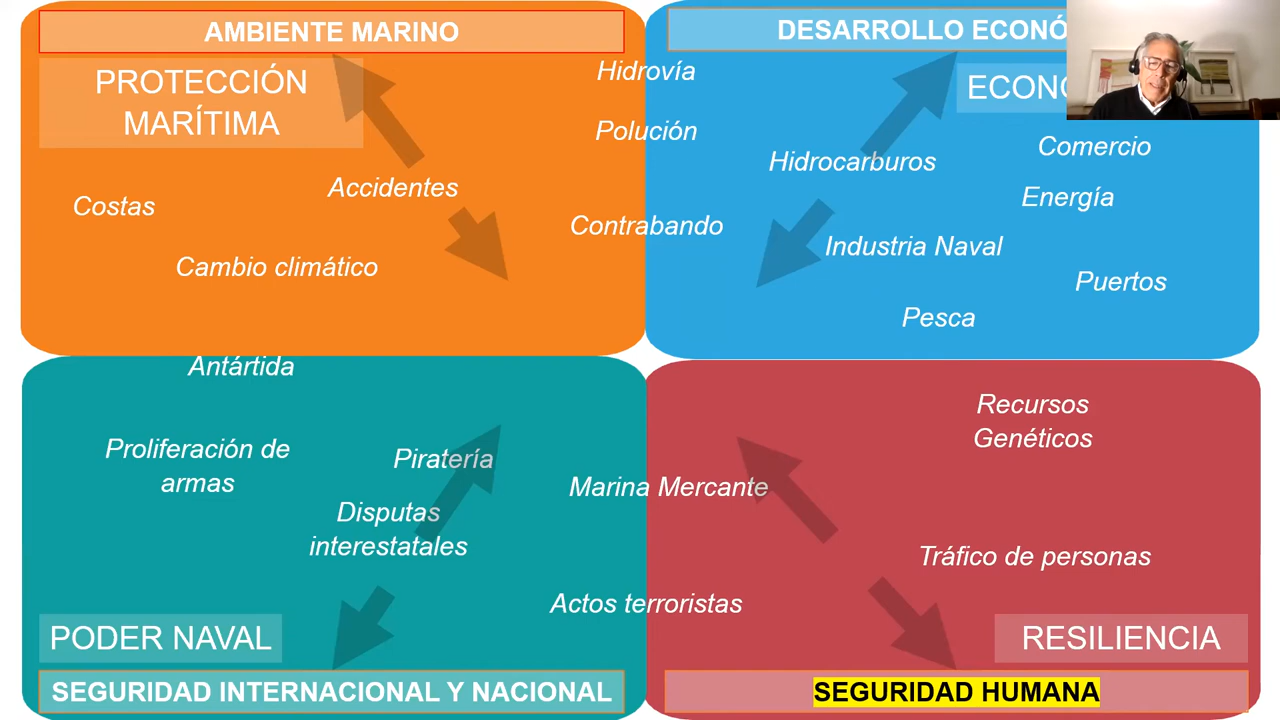 AMBIENTE MARINO
DESARROLLO ECONÓ
PROTECCIÓN
MARÍTIMA
ECONO
Hidrovía
Polución
Comercio
Hidrocarburos
Accidentes
Energía
Costas
Contrabando
Industria Naval
Cambio climático
Puertos
Pesca
Antártida
Recursos
Genéticos
Proliferación de
armas
Piratería
Marina Mercante
Disputas
interestatales
Tráfico de personas
Actos terroristas
PODER NAVAL
RESILIENCIA
SEGURIDAD INTERNACIONAL Y NACIONAL
SEGURIDAD HUMANA